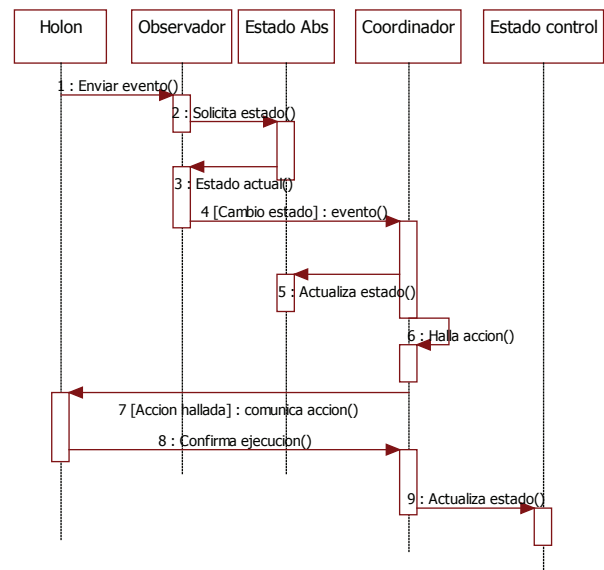 Holon
Observador
Estado Abs
Coordinador
Estado control
1 : Enviar evento()
2 : Solicita estado()
3 : Estado actual()
4 [Cambio estado] : evento()
5 : Actualiza estado()
6 : Halla accion()
7 [Accion hallada] : comunica accion()
8 : Confirma ejecucion()
9 : Actualiza estado()